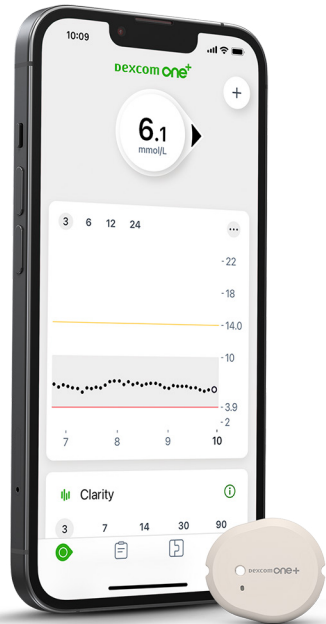 10:09
Dexcom one+
+
6.1
mmol/L
3 6 12 24
22
18
14.0
10
3.9
2
7 8 9 10
Clarity
3 7 14 30 90
Dexcom one+